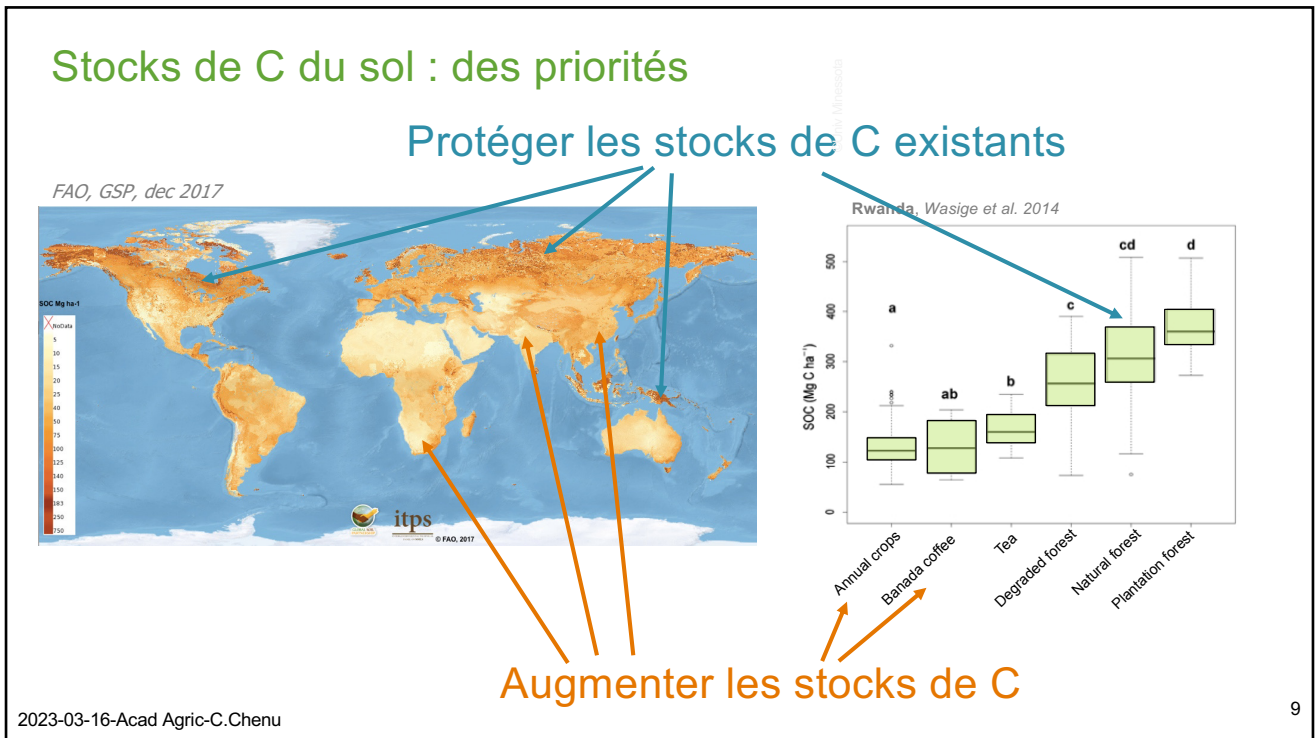 Stocks de C du sol : des priorités
Protéger les stocks de C existants
FAO, GSP, dec 2017
SOC Mg ha-1
NoData
5
10
15
20
25
40
50
75
100
125
140
150
183
250
750
itps
© FAO, 2017
Rwanda, Wasige et al. 2014
SOC (Mg C ha⁻¹)
500
400
300
200
100
0
a
ab
b
c
cd
d
Annual crops
Banada coffee
Tea
Degraded forest
Natural forest
Plantation forest
Augmenter les stocks de C
2023-03-16-Acad Agric-C.Chenu
9